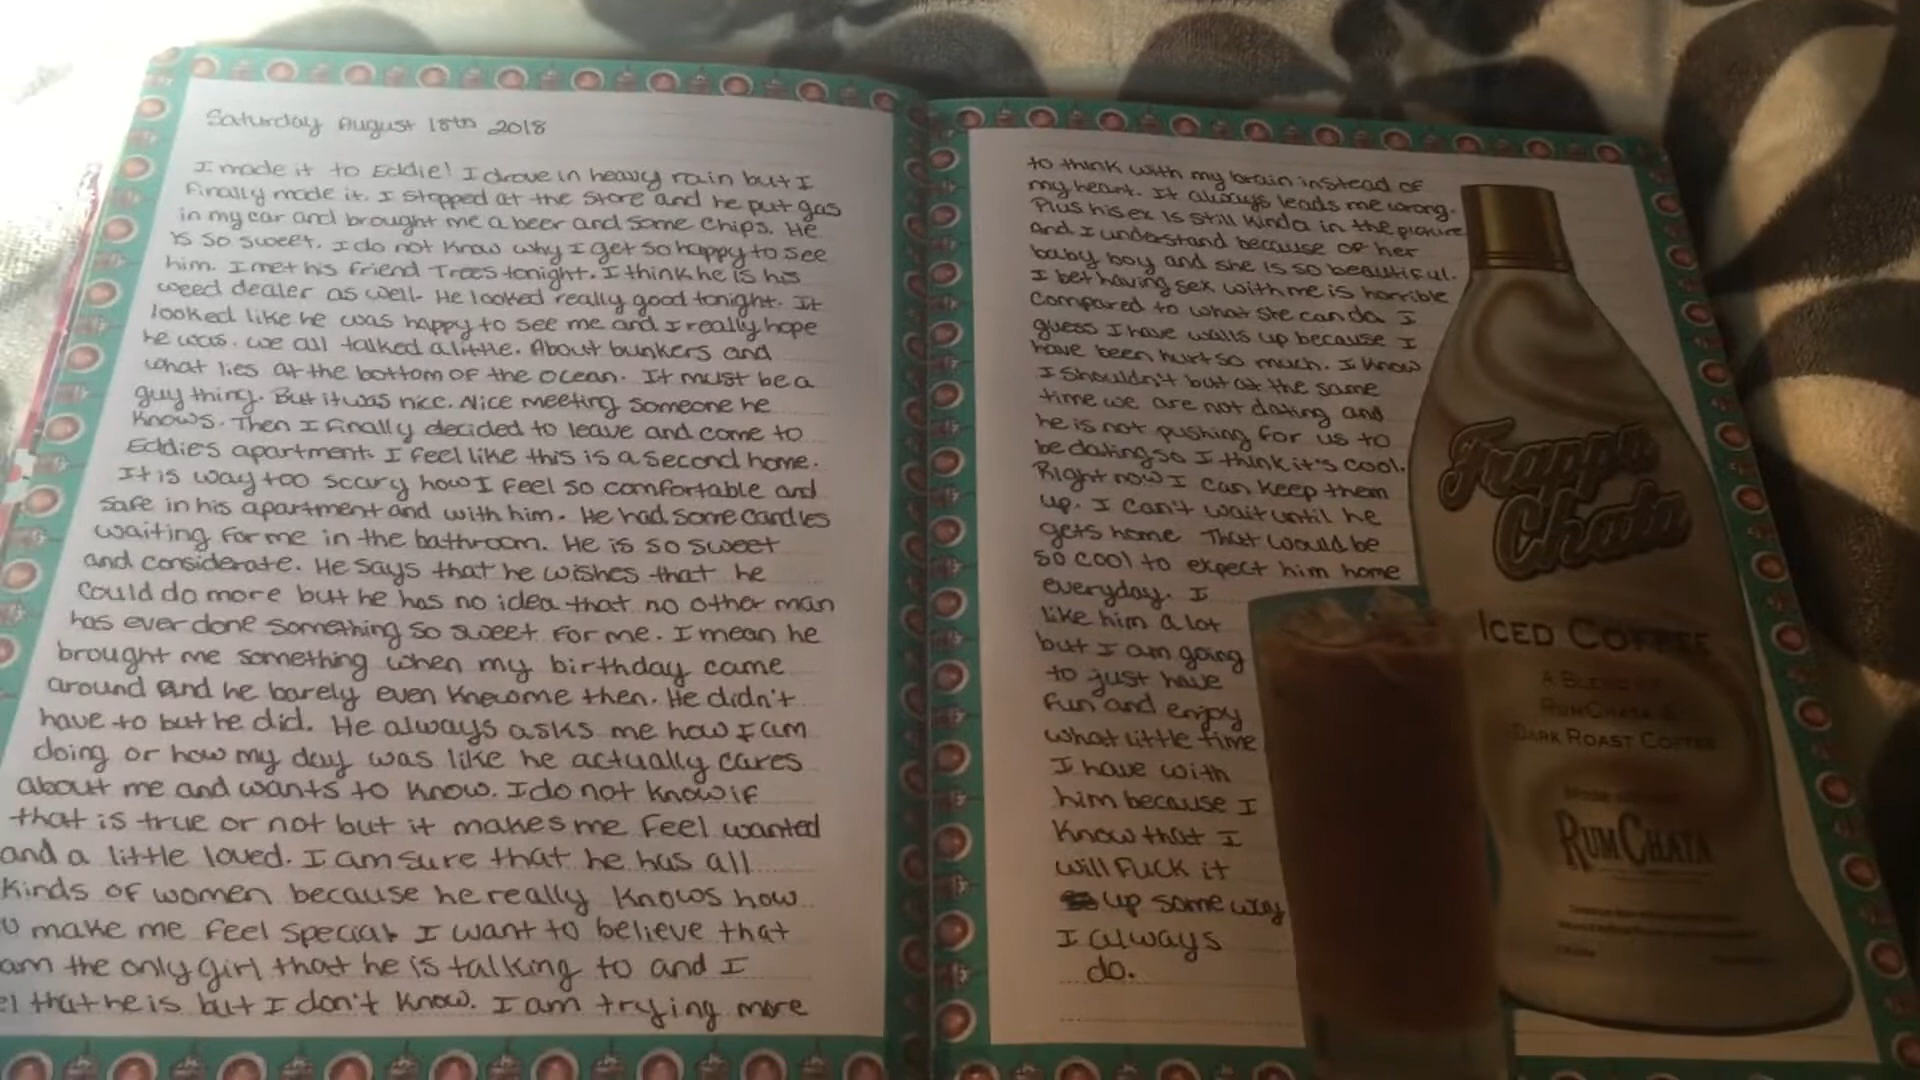 Saturday August 18th 2018
I made it to Eddie! I drove in heavy rain but I
finally made it. I stopped at the store and he put gas
in my car and brought me a beer and some chips. He
is so sweet. I do not know why I get so happy to see
him. I met his friend Trees tonight. I think he is his
weed dealer as well. He looked really good tonight. It
looked like he was happy to see me and I really hope
he was. We all talked a little. About bunkers and
what lies at the bottom of the ocean. It must be a
guy thing. But it was nice. Nice meeting someone he
knows. Then I finally decided to leave and come to
Eddie's apartment. I feel like this is a second home.
It is way too scary how I feel so comfortable and
safe in his apartment and with him. He had some candles
waiting for me in the bathroom. He is so sweet
and considerate. He says that he wishes that he
could do more but he has no idea that no other man
has ever done something so sweet for me. I mean he
brought me something when my birthday came
around and he barely even knew me then. He didn't
have to but he did. He always asks me how I am
doing or how my day was like he actually cares
about me and wants to know. I do not know if
that is true or not but it makes me feel wanted
and a little loved. I am sure that he has all
kinds of women because he really knows how
make me feel special. I want to believe that
am the only girl that he is talking to and I
that he is but I don't know. I am trying more
to think with my brain instead of
my heart. It always leads me wrong.
Plus his ex is still kinda in the picture
and I understand because of her
baby boy and she is so beautiful.
I bet having sex with me is horrible
compared to what she can do. I
guess I have walls up because I
have been hurt so much. I know
I shouldn't but at the same
time we are not dating and
he is not pushing for us to
be dating so I think it's cool.
Right now I can keep them
up. I can't wait until he
gets home. That would be
so cool to expect him home
everyday. I
like him a lot
but I am going
to just have
fun and enjoy
what little time
I have with
him because I
know that I
will fuck it
up some way
I always
do.
Frappa
Chata
ICED COFFEE
A BLEND OF
RUMCHATA &
DARK ROAST COFFEE
RUMCHATA